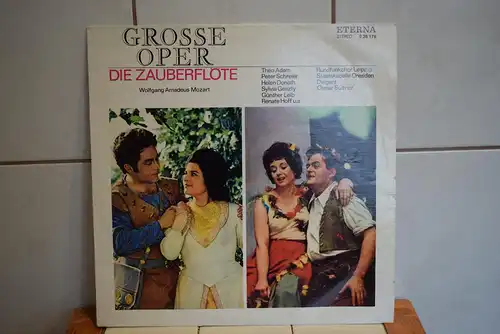 GROSSE
OPER
DIE ZAUBERFLÖTE
Wolfgang Amadeus Mozart
Theo Adam
Peter Schreier
Helen Donath
Sylvia Geszty
Günther Leib
Renate Hoff u.a.
Rundfunkchor Leipzig
Staatskapelle Dresden
Dirigent
Otmar Suitner
ETERNA
STEREO